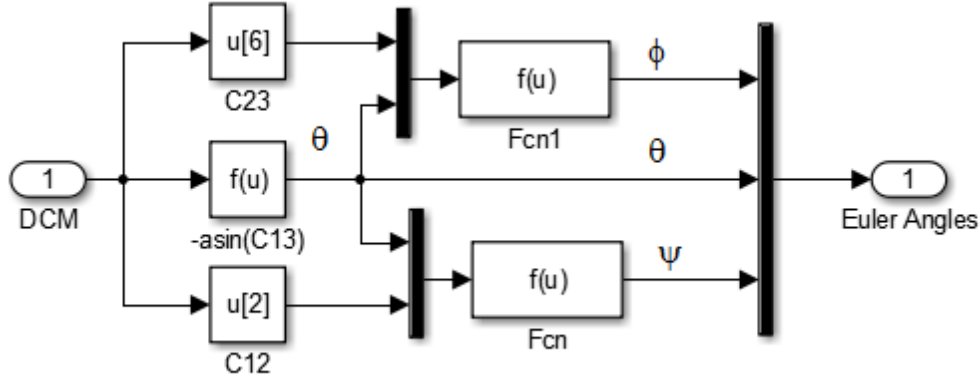 u[6]
C23
f(u)
Fcn1
ϕ
θ
1
DCM
f(u)
-asin(C13)
θ
1
Euler Angles
u[2]
C12
f(u)
Fcn
ψ